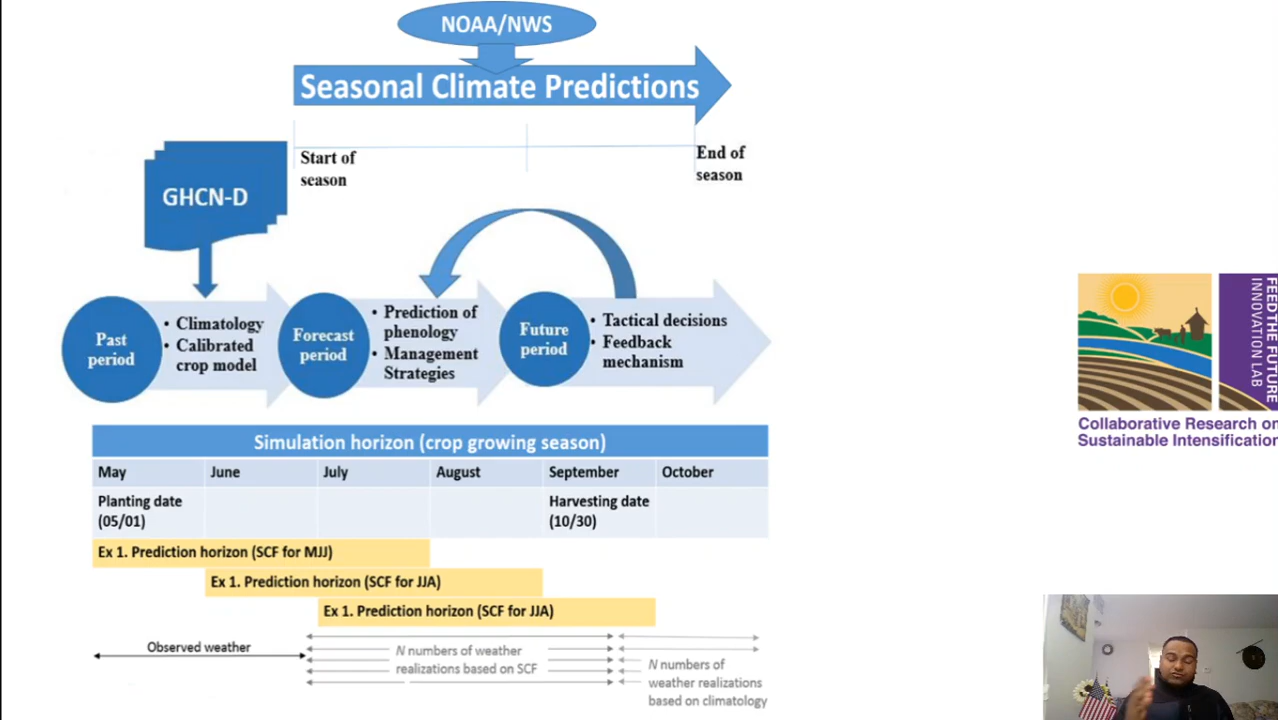 NOAA/NWS
Seasonal Climate Predictions
Start of
season
End of
season
GHCN-D
Past
period
• Climatology
• Calibrated
crop model
Forecast
period
• Prediction of
phenology
• Management
Strategies
Future
period
• Tactical decisions
• Feedback
mechanism
Simulation horizon (crop growing season)
May June July August September October
Planting date
(05/01)
Harvesting date
(10/30)
Ex 1. Prediction horizon (SCF for MJJ)
Ex 1. Prediction horizon (SCF for JJA)
Ex 1. Prediction horizon (SCF for JJA)
Observed weather
N numbers of weather
realizations based on SCF
N numbers of
weather realizations
based on climatology
FEED THE FUTURE
INNOVATION LAB
Collaborative Research on
Sustainable Intensification